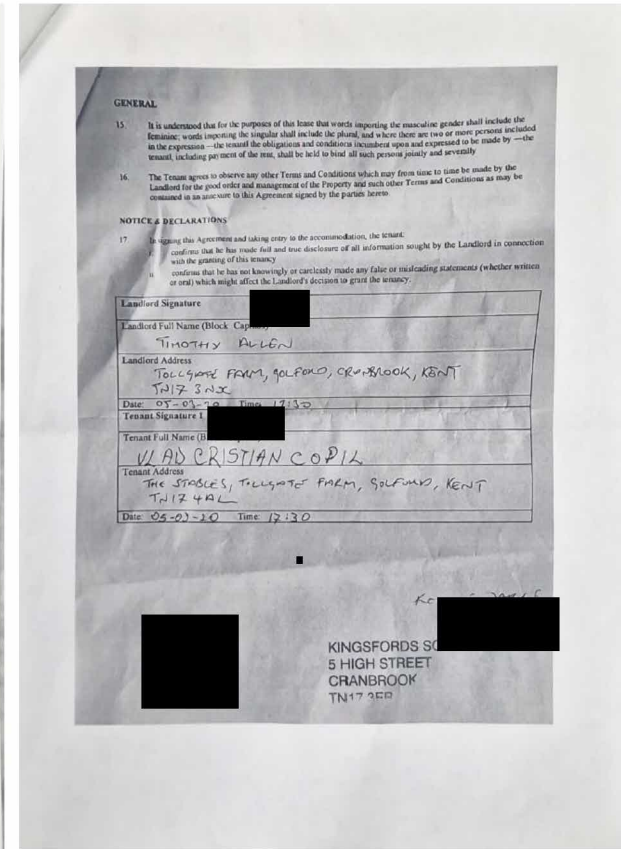 GENERAL
15. It is understood that for the purposes of this lease that words importing the masculine gender shall include the
feminine; words importing the singular shall include the plural, and where there are two or more persons included
in the expression —the tenant the obligations and conditions incumbent upon and expressed to be made by —the
tenant, including payment of the rent, shall be held to bind all such persons jointly and severally
16. The Tenant agrees to observe any other Terms and Conditions which may from time to time be made by the
Landlord for the good order and management of the Property and such other Terms and Conditions as may be
contained in an annexure to this Agreement signed by the parties hereto.
NOTICE & DECLARATIONS
17 In signing this Agreement and taking entry to the accommodation, the tenant:
i. confirms that he has made full and true disclosure of all information sought by the Landlord in connection
with the granting of this tenancy
ii confirms that he has not knowingly or carelessly made any false or misleading statements (whether written
or oral) which might affect the Landlord's decision to grant the tenancy.
Landlord Signature
Landlord Full Name (Block
TIMOTHY ALLEN
Landlord Address
TOLLGATE FARM, GOLFORD, CRANBROOK, KENT
TN17 3NX
Date: 05-03-20 Time: 17:30
Tenant Signature 1
Tenant Full Name
VLAD CRISTIAN COPIL
Tenant Address
THE STABLES, TOLLGATE FARM, GOLFORD, KENT
TN17 4AL
Date: 05-03-20 Time: 17:30
KINGSFORDS
5 HIGH STREET
CRANBROOK
TN17